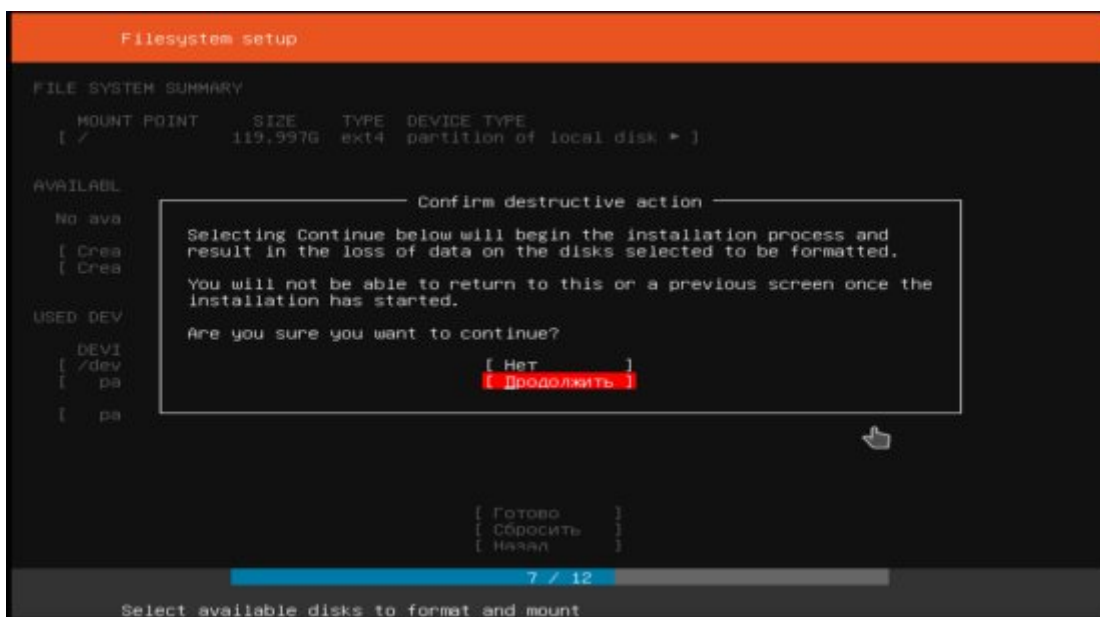 Filesystem setup
FILE SYSTEM SUMMARY
MOUNT POINT SIZE TYPE DEVICE TYPE
[ / 119.997G ext4 partition of local disk ► ]
AVAILABL
No ava
[ Crea
[ Crea
USED DEV
DEVI
[ /dev
[ pa
[ pa
Confirm destructive action
Selecting Continue below will begin the installation process and
result in the loss of data on the disks selected to be formatted.
You will not be able to return to this or a previous screen once the
installation has started.
Are you sure you want to continue?
[ Нет ]
[ Продолжить ]
[ Готово ]
[ Сбросить ]
[ Назад ]
7 / 12
Select available disks to format and mount